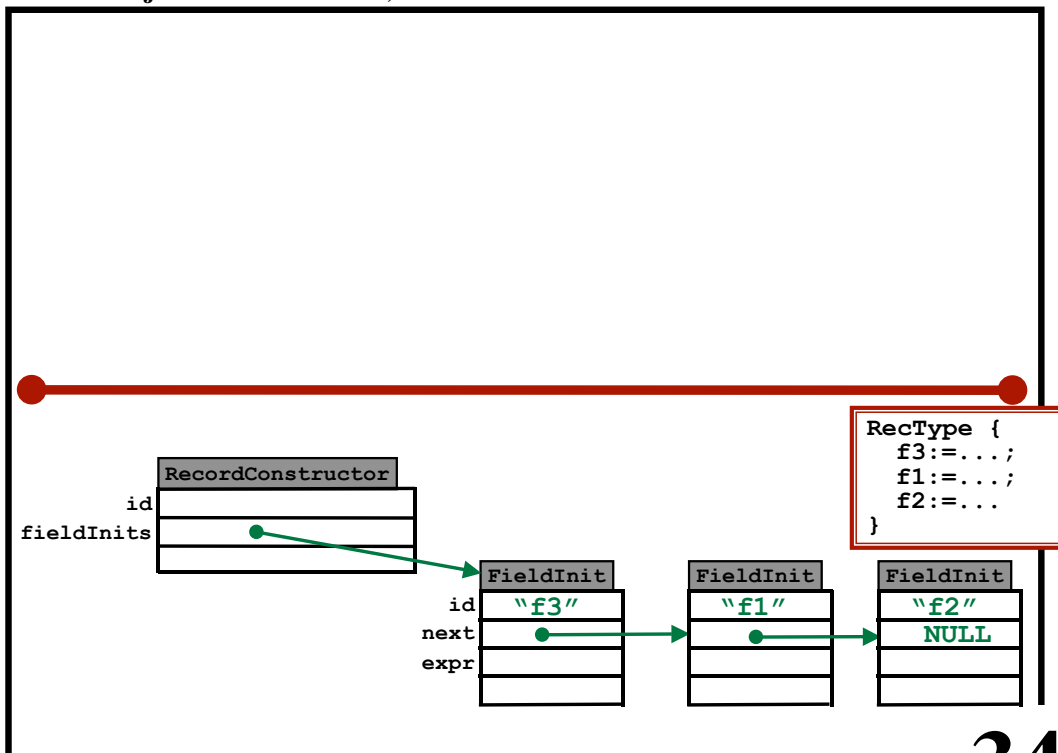 RecType {
f3:=...;
f1:=...;
f2:=...
}
RecordConstructor
id
fieldInits
FieldInit FieldInit FieldInit
id “f3” “f1” “f2”
next NULL
expr